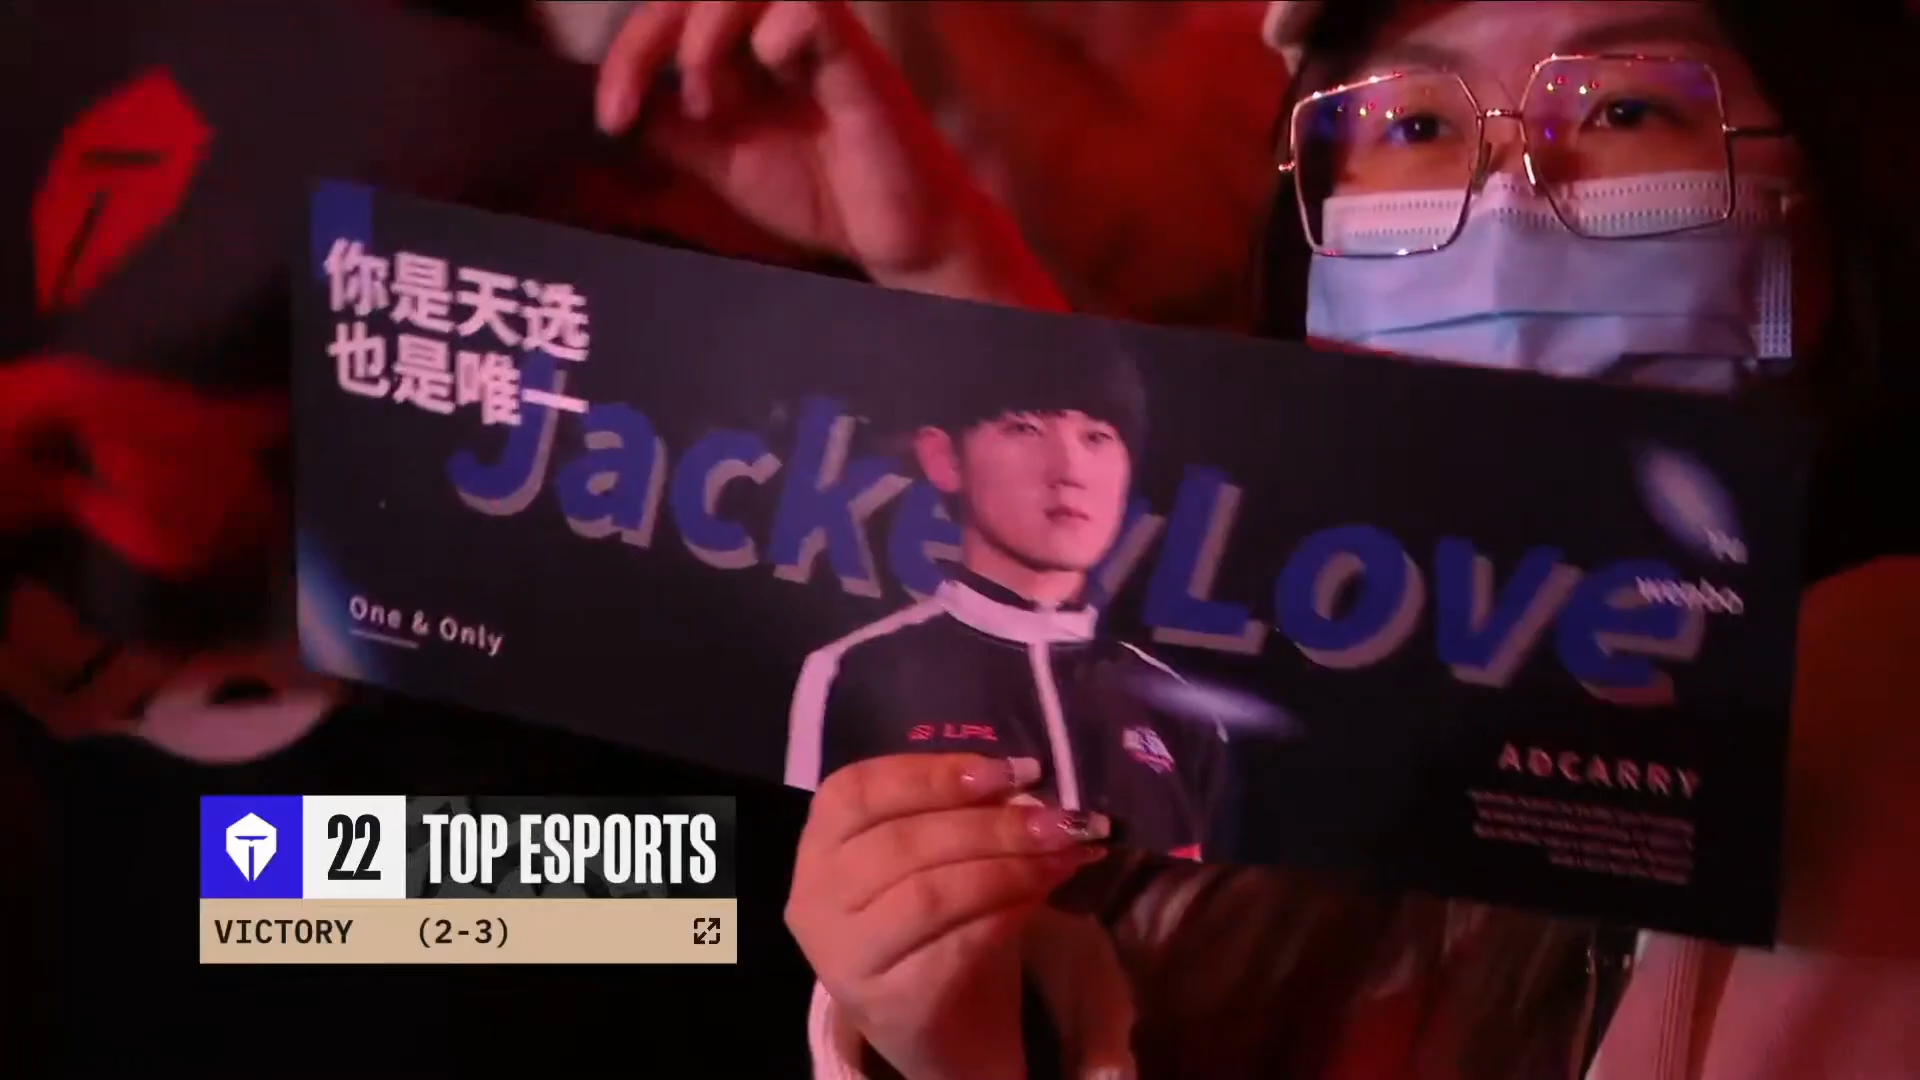 你是天选
也是唯一
JackeyLove
One & Only
ADCARRY
LPL
22 TOP ESPORTS
VICTORY (2-3)